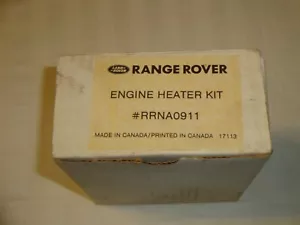 LAND ROVER RANGE ROVER
ENGINE HEATER KIT
#RRNA0911
MADE IN CANADA/PRINTED IN CANADA 17113